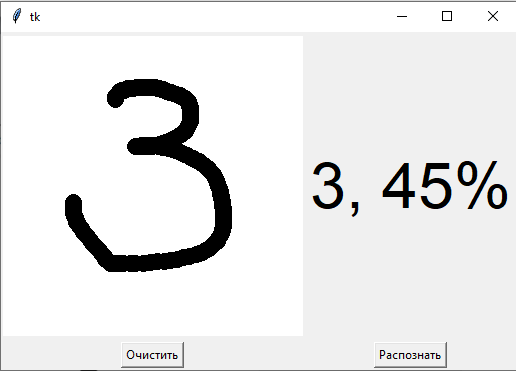 tk
3
3, 45%
Очистить
Распознать